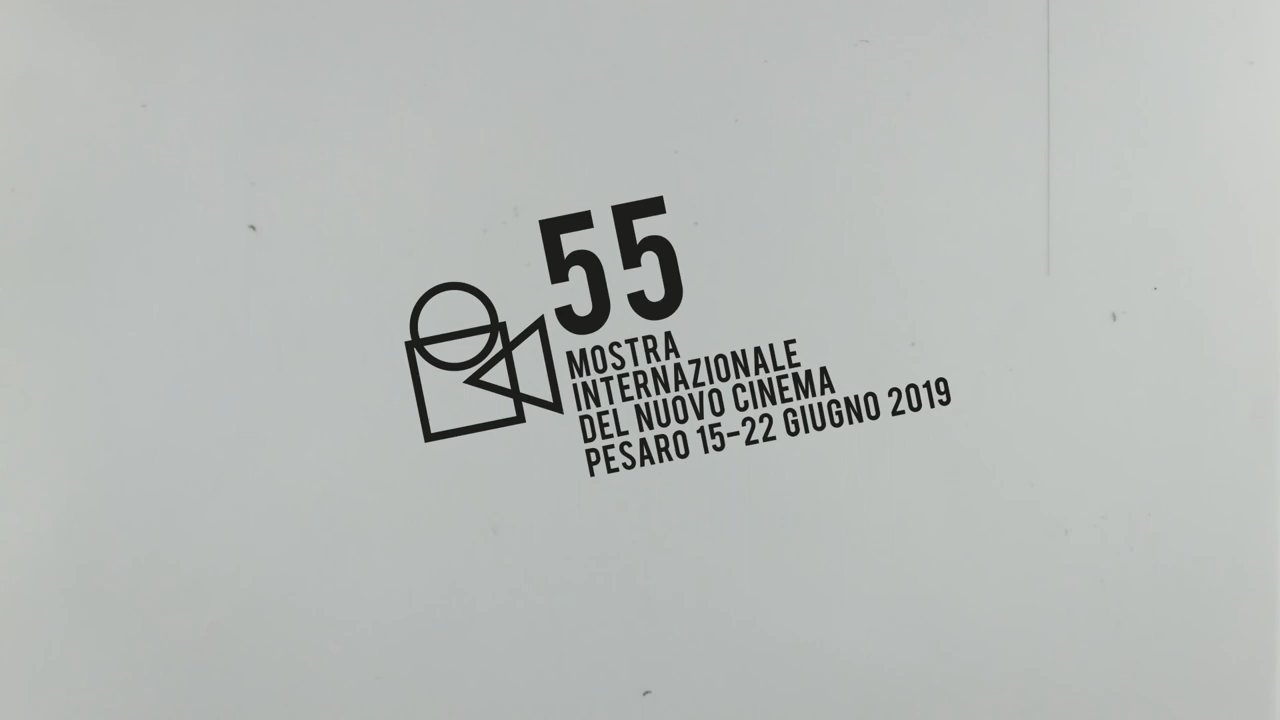 55
MOSTRA
INTERNAZIONALE
DEL NUOVO CINEMA
PESARO 15-22 GIUGNO 2019